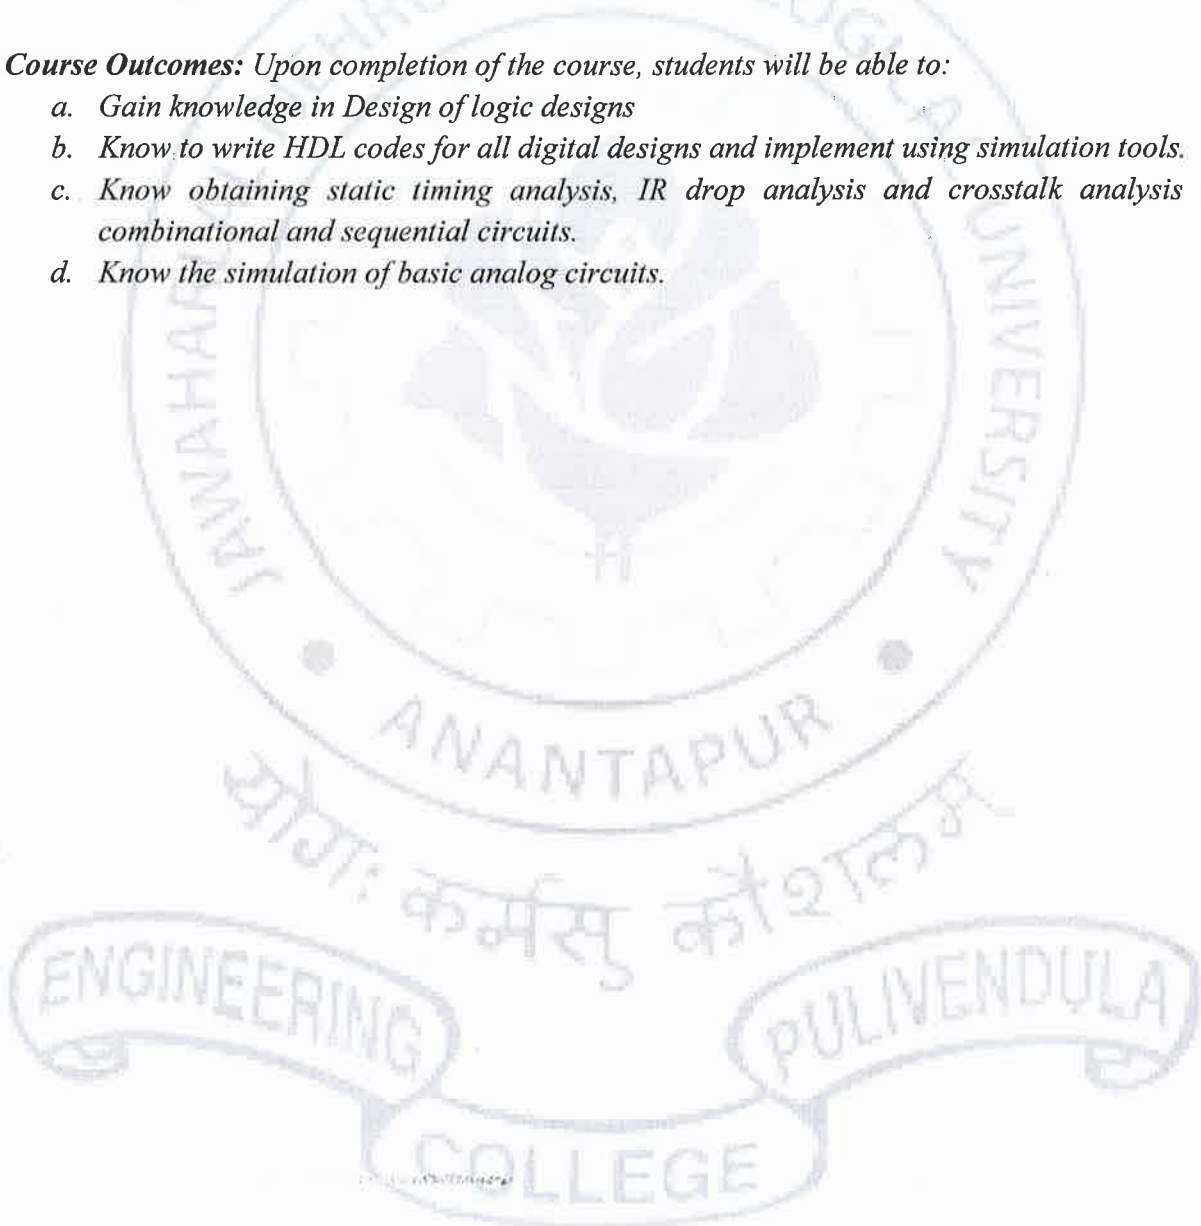 Course Outcomes: Upon completion of the course, students will be able to:
a. Gain knowledge in Design of logic designs
b. Know to write HDL codes for all digital designs and implement using simulation tools.
c. Know obtaining static timing analysis, IR drop analysis and crosstalk analysis
combinational and sequential circuits.
d. Know the simulation of basic analog circuits.
UNIVERSITY
ANANTAPUR
योगः कर्मसु कौशलम्
ENGINEERING
PULIVENDULA
COLLEGE